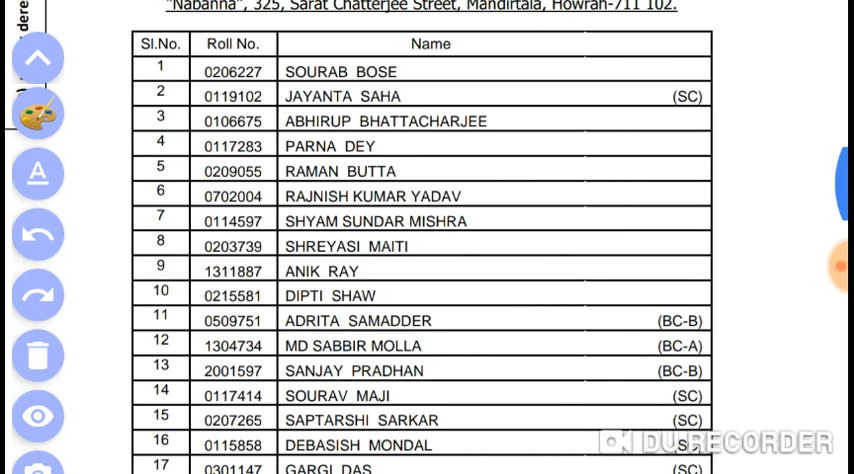 dere
"Nabanna", 325, Sarat Chatterjee Street, Mandirtala, Howrah-711 102.
Sl.No. Roll No. Name
1 0206227 SOURAB BOSE
2 0119102 JAYANTA SAHA (SC)
3 0106675 ABHIRUP BHATTACHARJEE
4 0117283 PARNA DEY
5 0209055 RAMAN BUTTA
6 0702004 RAJNISH KUMAR YADAV
7 0114597 SHYAM SUNDAR MISHRA
8 0203739 SHREYASI MAITI
9 1311887 ANIK RAY
10 0215581 DIPTI SHAW
11 0509751 ADRITA SAMADDER (BC-B)
12 1304734 MD SABBIR MOLLA (BC-A)
13 2001597 SANJAY PRADHAN (BC-B)
14 0117414 SOURAV MAJI (SC)
15 0207265 SAPTARSHI SARKAR (SC)
16 0115858 DEBASISH MONDAL
17 0301147 GARGI DAS (SC)
A
DU RECORDER